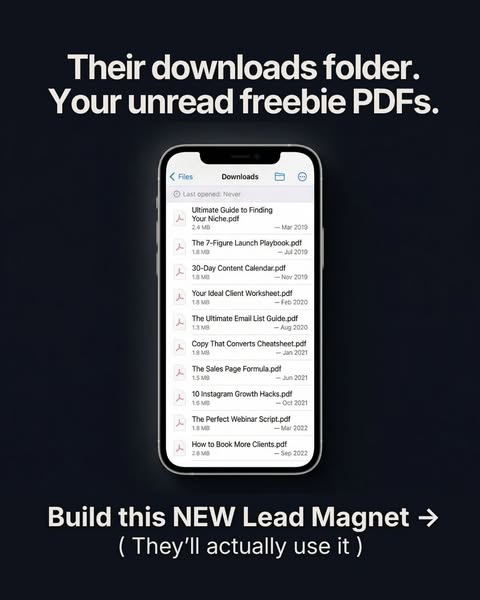 Their downloads folder.
Your unread freebie PDFs.
Files
Downloads
Last opened: Never
Ultimate Guide to Finding
Your Niche.pdf
2.4 MB — Mar 2019
The 7-Figure Launch Playbook.pdf
1.8 MB — Jul 2019
30-Day Content Calendar.pdf
1.8 MB — Nov 2019
Your Ideal Client Worksheet.pdf
1.8 MB — Feb 2020
The Ultimate Email List Guide.pdf
1.3 MB — Aug 2020
Copy That Converts Cheatsheet.pdf
1.8 MB — Jan 2021
The Sales Page Formula.pdf
1.5 MB — Jun 2021
10 Instagram Growth Hacks.pdf
1.6 MB — Oct 2021
The Perfect Webinar Script.pdf
1.8 MB — Mar 2022
How to Book More Clients.pdf
2.8 MB — Sep 2022
Build this NEW Lead Magnet →
( They’ll actually use it )